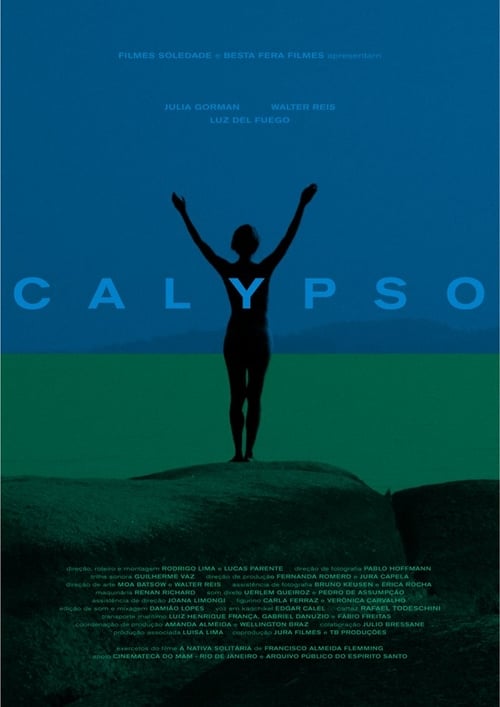 FILMES SOLEDADE e BESTA FERA FILMES apresentam
JULIA GORMAN WALTER REIS
LUZ DEL FUEGO
CALYPSO
direção, roteiro e montagem RODRIGO LIMA e LUCAS PARENTE direção de fotografia PABLO HOFFMANN
trilha sonora GUILHERME VAZ direção de produção FERNANDA ROMERO e JURA CAPELA
direção de arte MOA BATSOW e WALTER REIS assistência de fotografia BRUNO KEUSEN e ÉRICA ROCHA
maquinária RENAN RICHARD som direto UERLEM QUEIROZ e PEDRO DE ASSUMPÇÃO
assistência de direção JOANA LIMONGI figurino CARLA FERRAZ e VERÔNICA CARVALHO
edição de som e mixagem DAMIÃO LOPES voz em kaqchikel EDGAR CALEL cartaz RAFAEL TODESCHINI
transporte marítimo LUIZ HENRIQUE FRANÇA, GABRIEL DANUZIO e FÁBIO FREITAS
coordenação de produção AMANDA ALMEIDA e WELLINGTON BRAZ colaboração JULIO BRESSANE
produção associada LUISA LIMA coprodução JURA FILMES e TB PRODUÇÕES
excertos do filme A NATIVA SOLITÁRIA de FRANCISCO ALMEIDA FLEMMING
apoio CINEMATECA DO MAM - RIO DE JANEIRO e ARQUIVO PÚBLICO DO ESPÍRITO SANTO